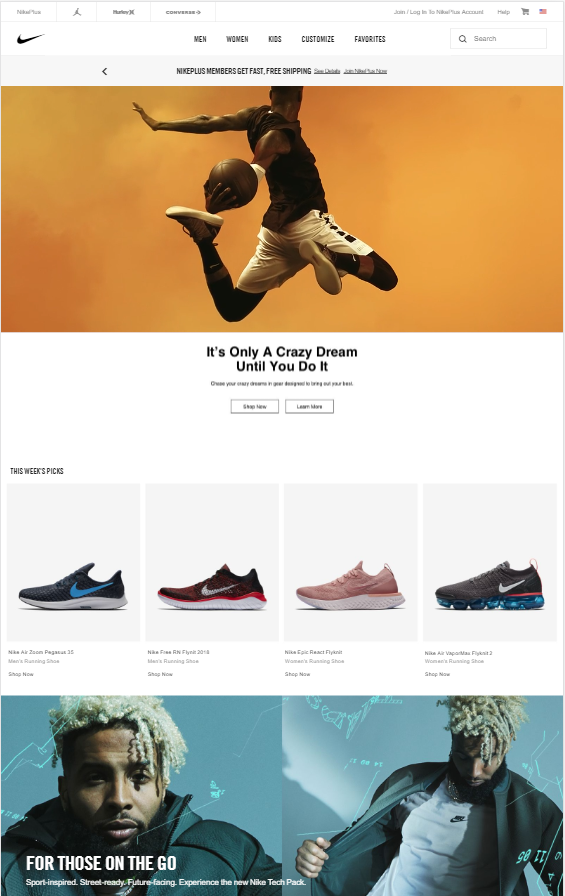 NikePlus
Hurley
CONVERSE
Join / Log In To NikePlus Account
Help
MEN
WOMEN
KIDS
CUSTOMIZE
FAVORITES
Search
NIKEPLUS MEMBERS GET FAST, FREE SHIPPING See Details Join NikePlus Now
It's Only A Crazy Dream
Until You Do It
Chase your crazy dreams in gear designed to bring out your best.
Shop Now
Learn More
THIS WEEK'S PICKS
Nike Air Zoom Pegasus 35
Men's Running Shoe
Shop Now
Nike Free RN Flyknit 2018
Men's Running Shoe
Shop Now
Nike Epic React Flyknit
Women's Running Shoe
Shop Now
Nike Air VaporMax Flyknit 2
Women's Running Shoe
Shop Now
FOR THOSE ON THE GO
Sport-inspired. Street-ready. Future-facing. Experience the new Nike Tech Pack.